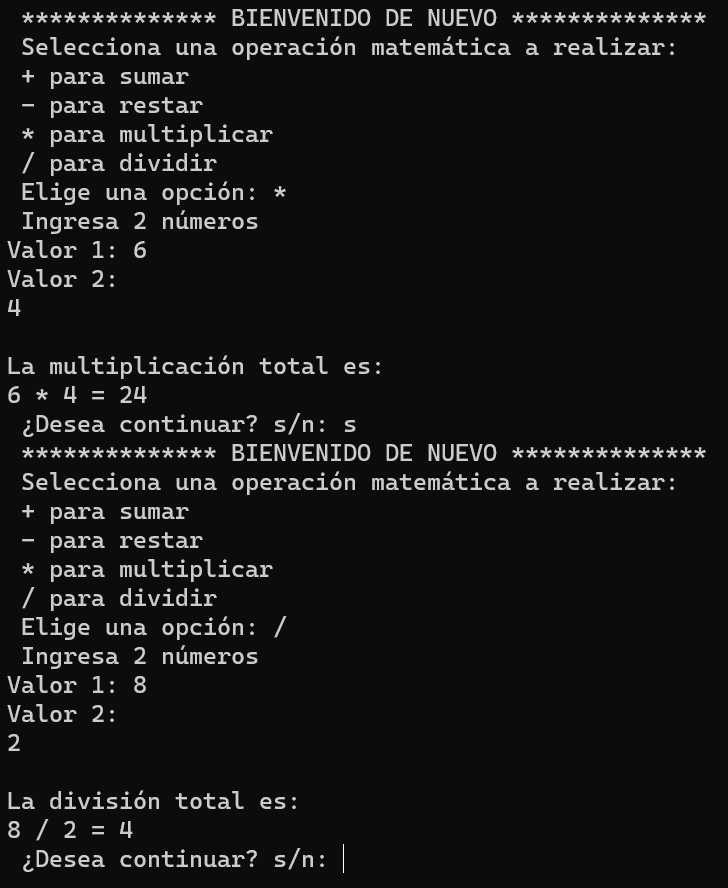 ************** BIENVENIDO DE NUEVO **************
Selecciona una operación matemática a realizar:
+ para sumar
- para restar
* para multiplicar
/ para dividir
Elige una opción: *
Ingresa 2 números
Valor 1: 6
Valor 2:
4
La multiplicación total es:
6 * 4 = 24
¿Desea continuar? s/n: s
************** BIENVENIDO DE NUEVO **************
Selecciona una operación matemática a realizar:
+ para sumar
- para restar
* para multiplicar
/ para dividir
Elige una opción: /
Ingresa 2 números
Valor 1: 8
Valor 2:
2
La división total es:
8 / 2 = 4
¿Desea continuar? s/n: